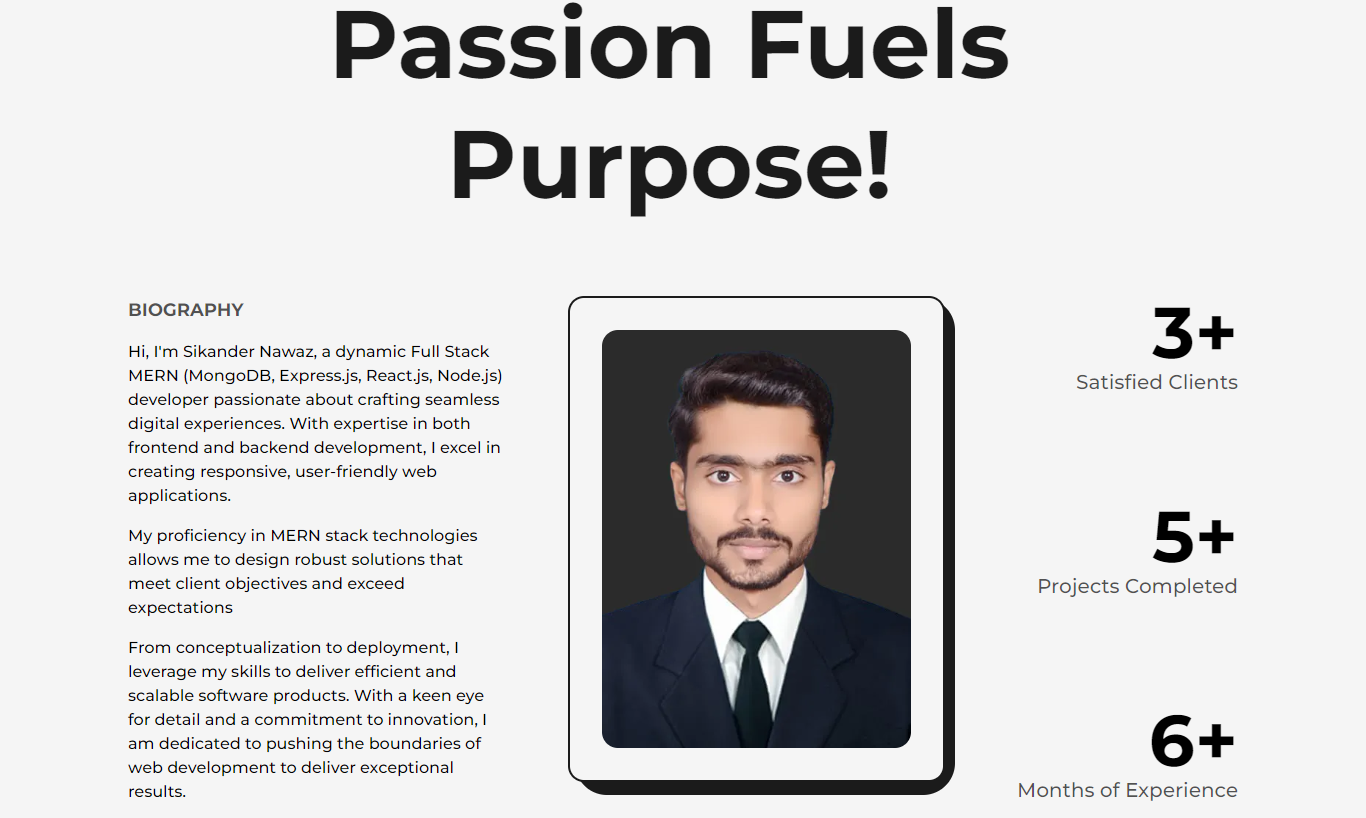 Passion Fuels
Purpose!
BIOGRAPHY
Hi, I'm Sikander Nawaz, a dynamic Full Stack
MERN (MongoDB, Express.js, React.js, Node.js)
developer passionate about crafting seamless
digital experiences. With expertise in both
frontend and backend development, I excel in
creating responsive, user-friendly web
applications.
My proficiency in MERN stack technologies
allows me to design robust solutions that
meet client objectives and exceed
expectations
From conceptualization to deployment, I
leverage my skills to deliver efficient and
scalable software products. With a keen eye
for detail and a commitment to innovation, I
am dedicated to pushing the boundaries of
web development to deliver exceptional
results.
3+
Satisfied Clients
5+
Projects Completed
6+
Months of Experience